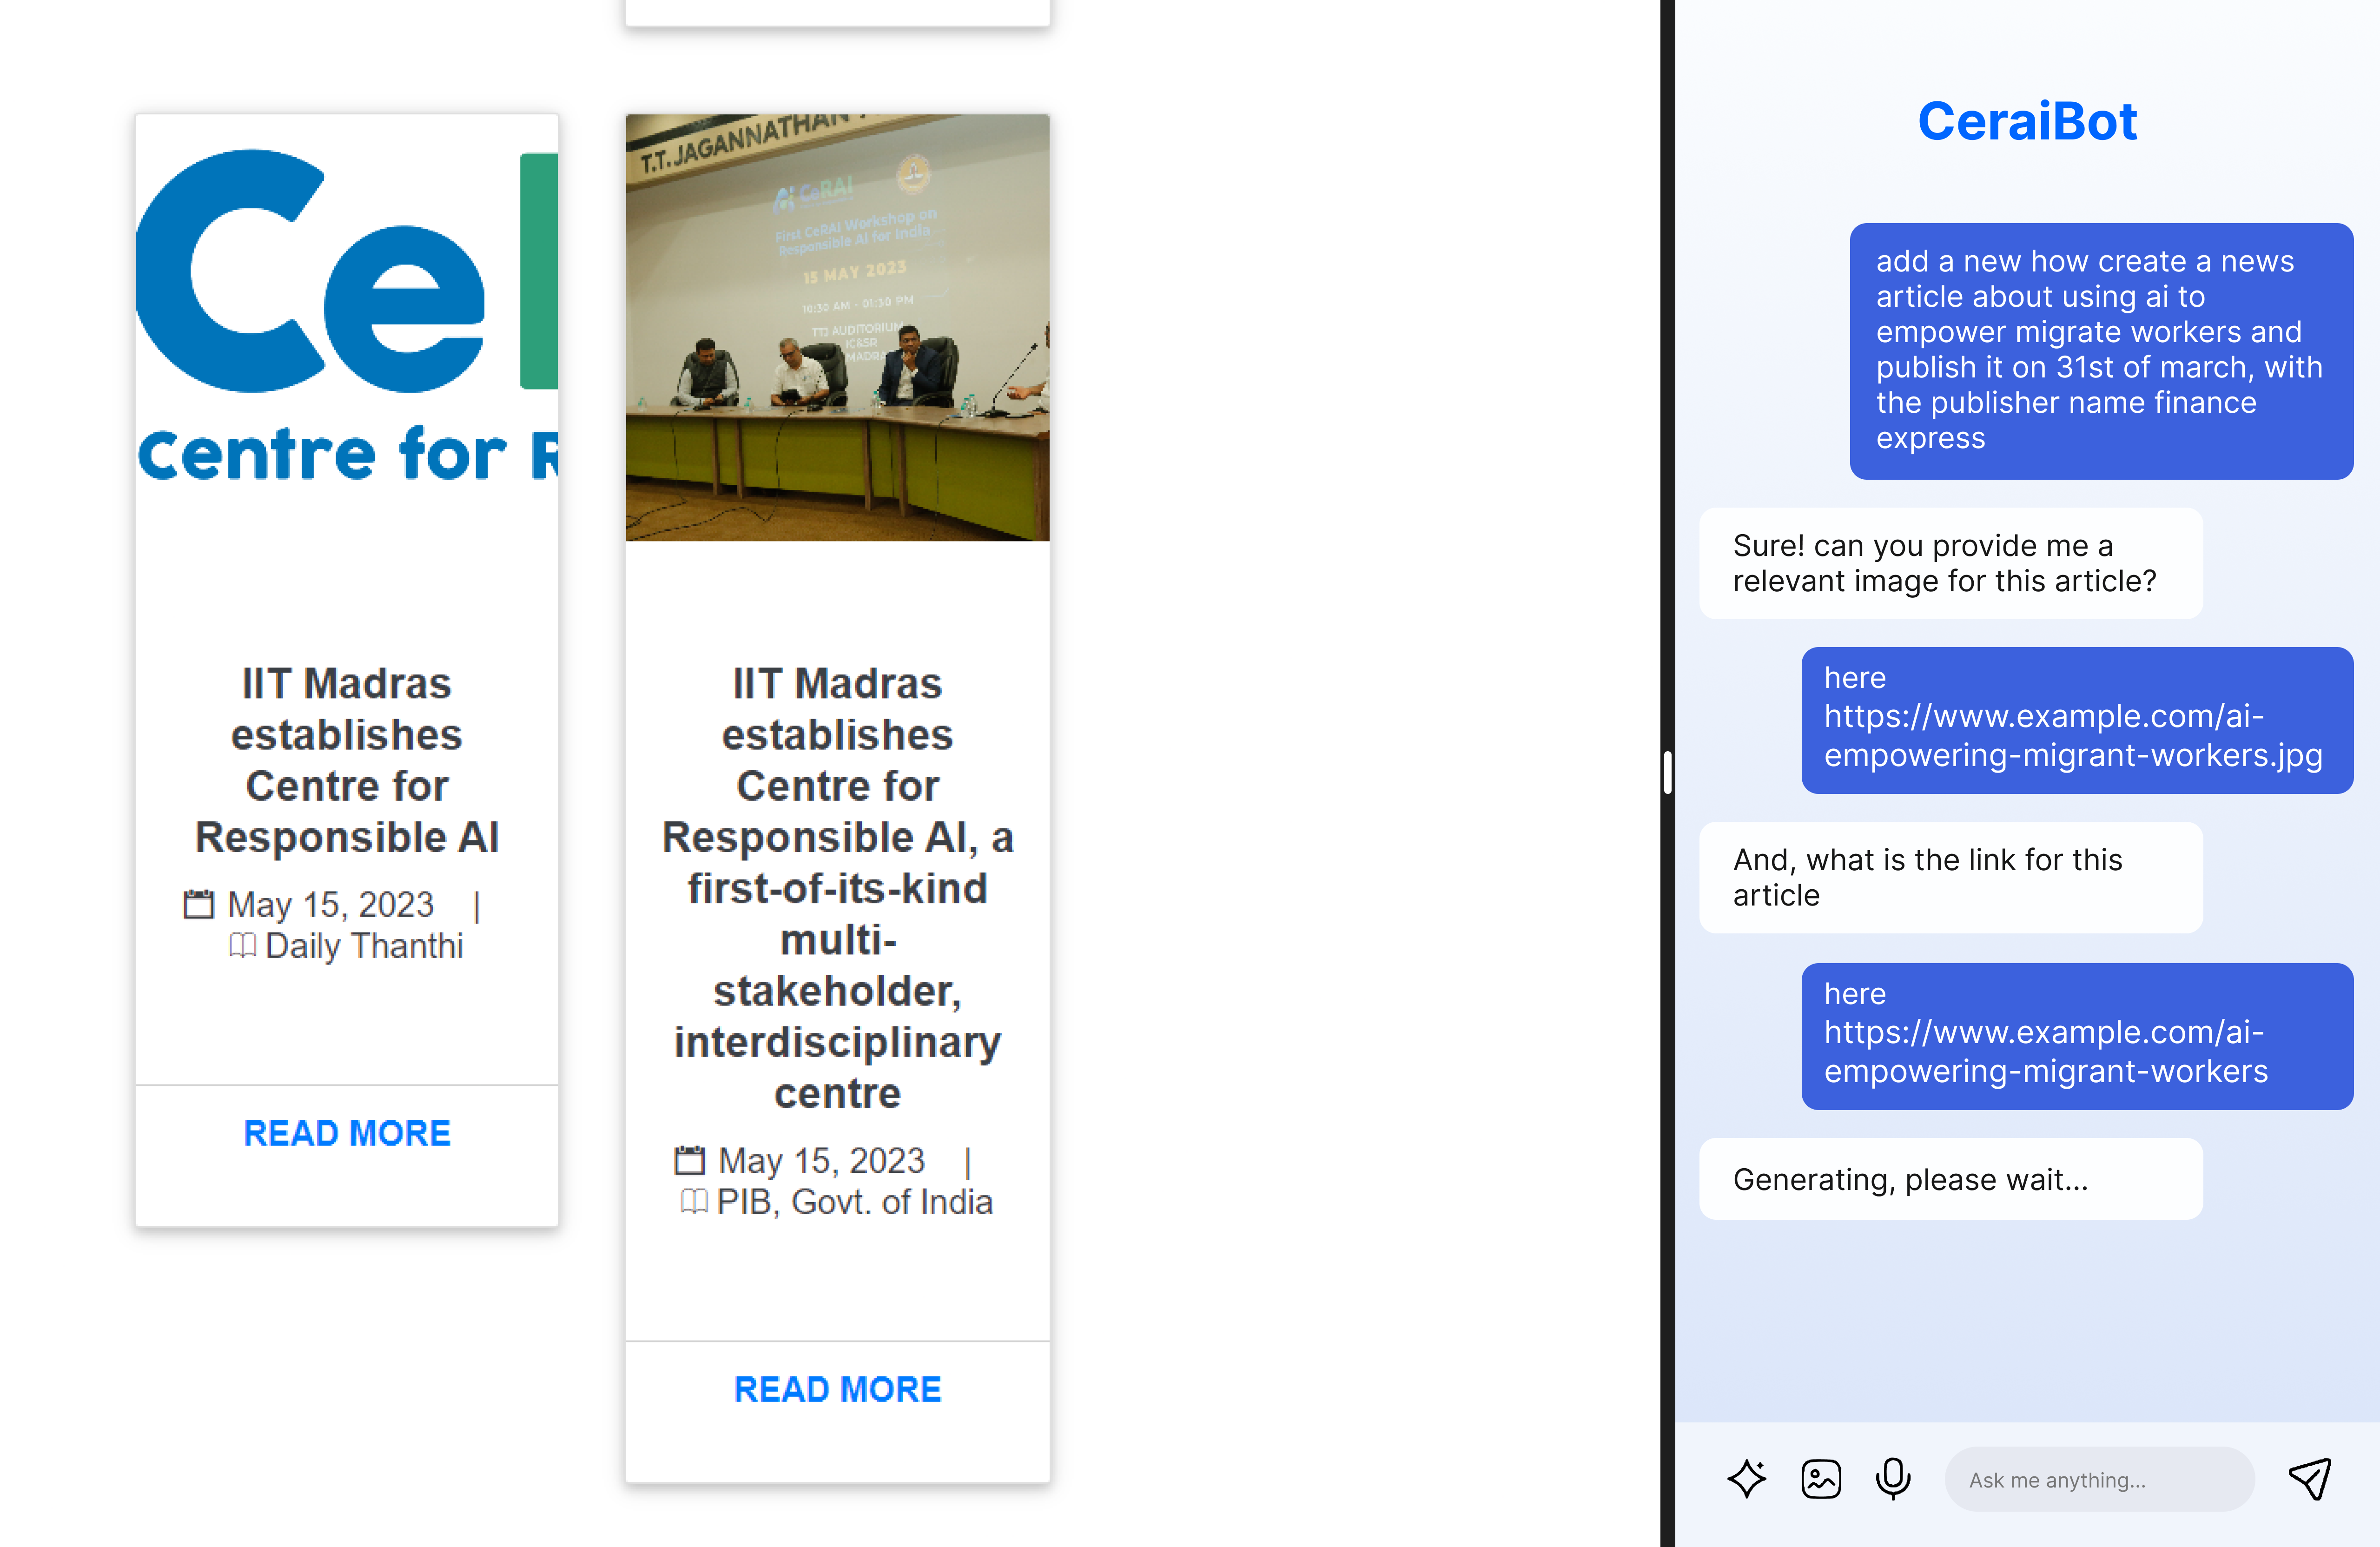 Ce
Centre for R
IIT Madras
establishes
Centre for
Responsible AI
May 15, 2023 |
Daily Thanthi
READ MORE
T.T. JAGANNATHAN
CeRAI
First CeRAI Workshop on
Responsible AI for India
15 MAY 2023
10:30 AM - 01:30 PM
TTJ AUDITORIUM
IC&SR
MADRA
IIT Madras
establishes
Centre for
Responsible AI, a
first-of-its-kind
multi-
stakeholder,
interdisciplinary
centre
May 15, 2023 |
PIB, Govt. of India
READ MORE
CeraiBot
add a new how create a news
article about using ai to
empower migrate workers and
publish it on 31st of march, with
the publisher name finance
express
Sure! can you provide me a
relevant image for this article?
here
https://www.example.com/ai-
empowering-migrant-workers.jpg
And, what is the link for this
article
here
https://www.example.com/ai-
empowering-migrant-workers
Generating, please wait...
Ask me anything...